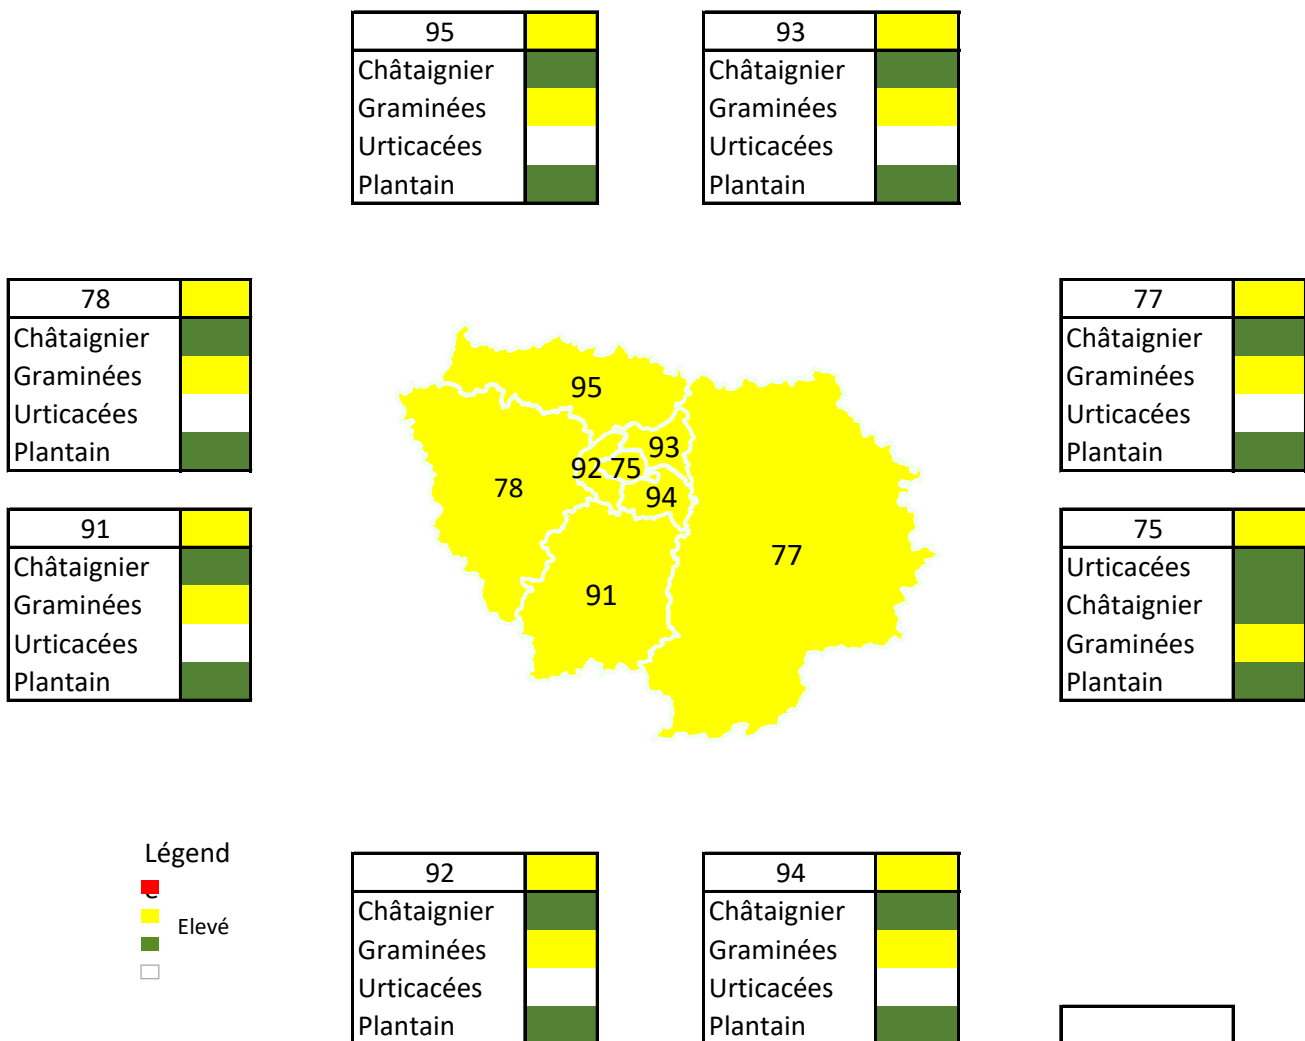 95
Châtaignier
Graminées
Urticacées
Plantain
93
Châtaignier
Graminées
Urticacées
Plantain
78
Châtaignier
Graminées
Urticacées
Plantain
77
Châtaignier
Graminées
Urticacées
Plantain
95
93
92 75
78
94
77
91
91
Châtaignier
Graminées
Urticacées
Plantain
75
Urticacées
Châtaignier
Graminées
Plantain
Légend
e
Elevé
92
Châtaignier
Graminées
Urticacées
Plantain
94
Châtaignier
Graminées
Urticacées
Plantain